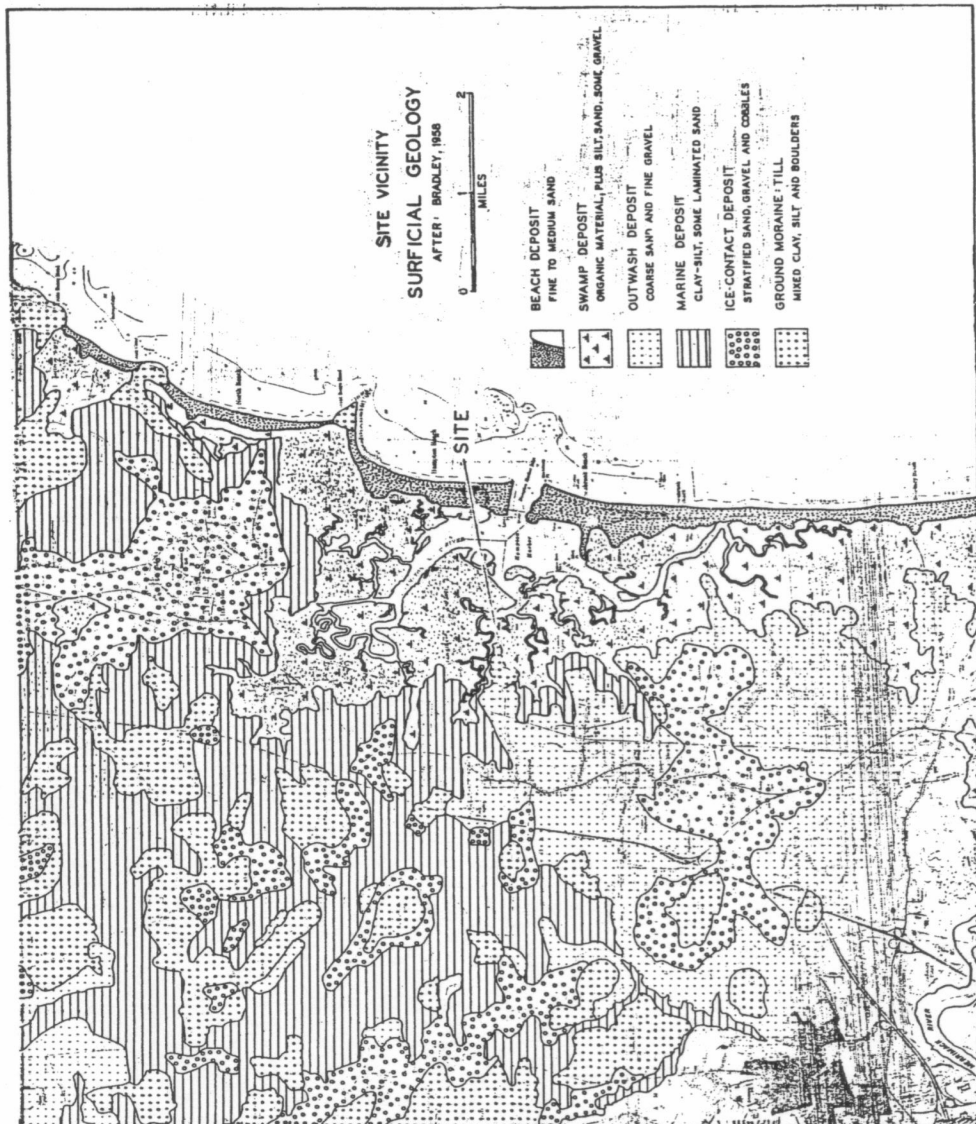 SITE VICINITY
SURFICIAL GEOLOGY
AFTER: BRADLEY, 1958
0 1 2
MILES
BEACH DEPOSIT
FINE TO MEDIUM SAND
SWAMP DEPOSIT
ORGANIC MATERIAL, PLUS SILT, SAND, SOME GRAVEL
OUTWASH DEPOSIT
COARSE SAND AND FINE GRAVEL
MARINE DEPOSIT
CLAY-SILT, SOME LAMINATED SAND
ICE-CONTACT DEPOSIT
STRATIFIED SAND, GRAVEL AND COBBLES
GROUND MORAINE: TILL
MIXED CLAY, SILT AND BOULDERS
SITE
RIVER
Harbor
RIVER